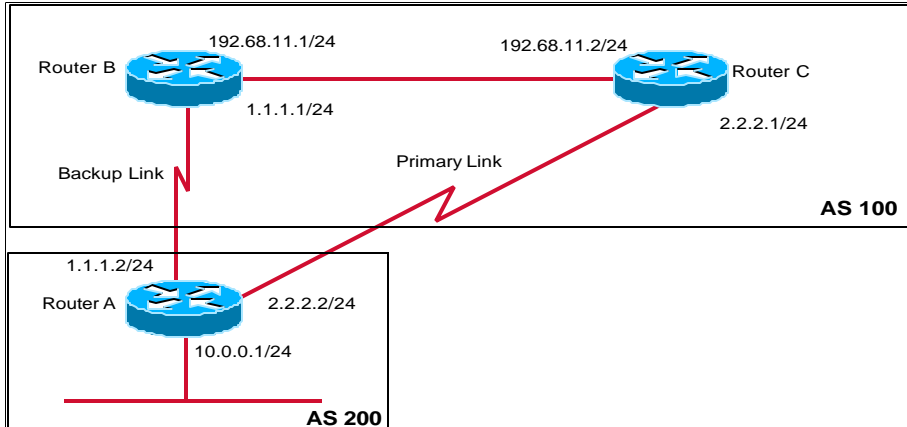 192.68.11.1/24
192.68.11.2/24
Router B
Router C
1.1.1.1/24
2.2.2.1/24
Primary Link
Backup Link
AS 100
1.1.1.2/24
Router A
2.2.2.2/24
10.0.0.1/24
AS 200